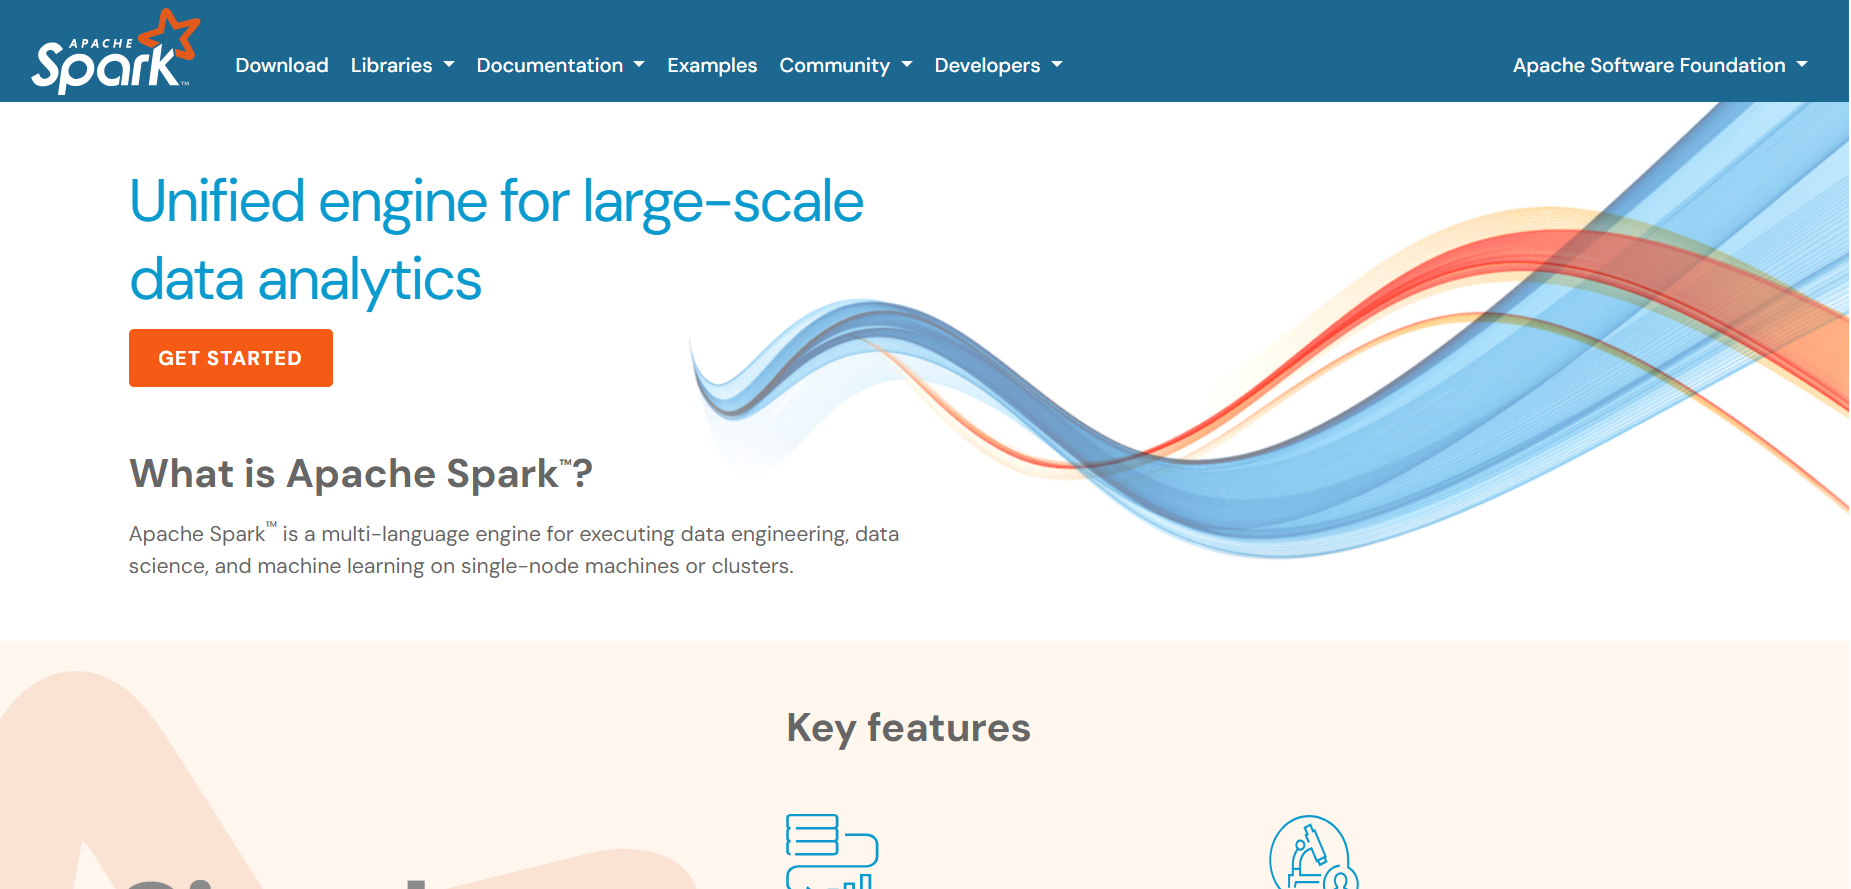 APACHE
Spark™
Download Libraries Documentation Examples Community Developers Apache Software Foundation
Unified engine for large-scale
data analytics
GET STARTED
What is Apache Spark™?
Apache Spark™ is a multi-language engine for executing data engineering, data
science, and machine learning on single-node machines or clusters.
Key features